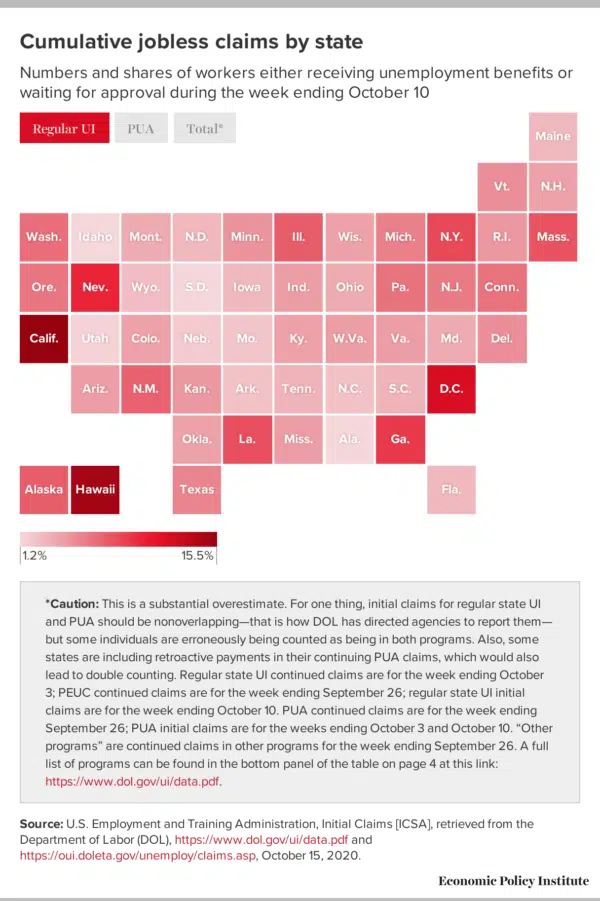 Cumulative jobless claims by state
Numbers and shares of workers either receiving unemployment benefits or
waiting for approval during the week ending October 10
Regular UI PUA Total*
Maine
Vt. N.H.
Wash. Idaho Mont. N.D. Minn. Ill. Wis. Mich. N.Y. R.I. Mass.
Ore. Nev. Wyo. S.D. Iowa Ind. Ohio Pa. N.J. Conn.
Calif. Utah Colo. Neb. Mo. Ky. W.Va. Va. Md. Del.
Ariz. N.M. Kan. Ark. Tenn. N.C. S.C. D.C.
Okla. La. Miss. Ala. Ga.
Alaska Hawaii Texas Fla.
1.2% 15.5%
*Caution: This is a substantial overestimate. For one thing, initial claims for regular state UI
and PUA should be nonoverlapping—that is how DOL has directed agencies to report them—
but some individuals are erroneously being counted as being in both programs. Also, some
states are including retroactive payments in their continuing PUA claims, which would also
lead to double counting. Regular state UI continued claims are for the week ending October
3; PEUC continued claims are for the week ending September 26; regular state UI initial
claims are for the week ending October 10. PUA continued claims are for the week ending
September 26; PUA initial claims are for the weeks ending October 3 and October 10. “Other
programs” are continued claims in other programs for the week ending September 26. A full
list of programs can be found in the bottom panel of the table on page 4 at this link:
https://www.dol.gov/ui/data.pdf.
Source: U.S. Employment and Training Administration, Initial Claims [ICSA], retrieved from the
Department of Labor (DOL), https://www.dol.gov/ui/data.pdf and
https://oui.doleta.gov/unemploy/claims.asp, October 15, 2020.
Economic Policy Institute